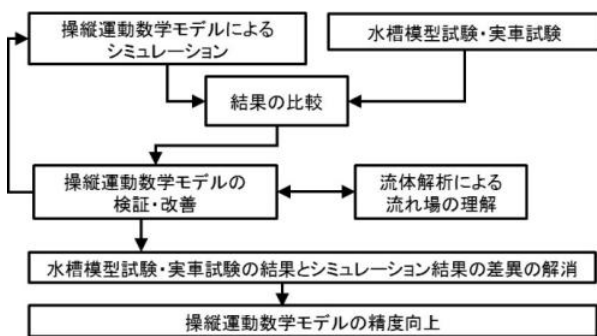 操縦運動数学モデルによる
シミュレーション
水槽模型試験・実車試験
結果の比較
操縦運動数学モデルの
検証・改善
流体解析による
流れ場の理解
水槽模型試験・実車試験の結果とシミュレーション結果の差異の解消
操縦運動数学モデルの精度向上